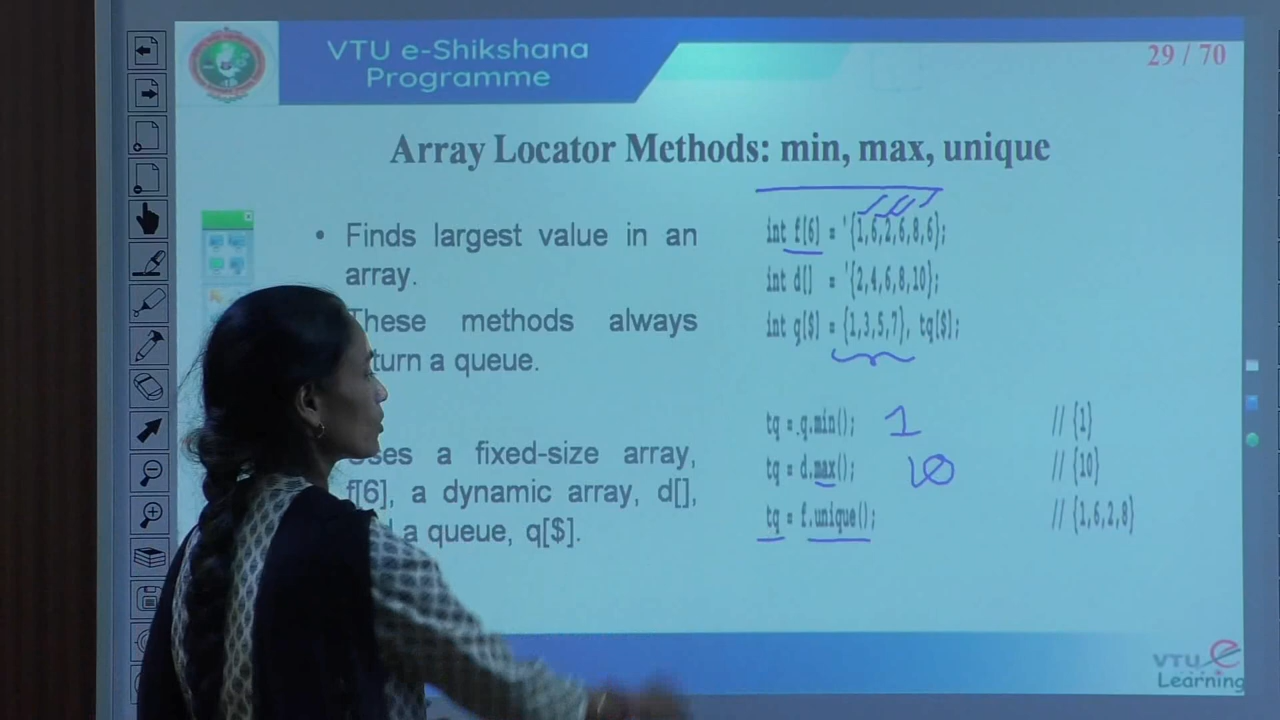 VTU e-Shikshana
Programme
29 / 70
Array Locator Methods: min, max, unique
• Finds largest value in an
array.
These methods always
turn a queue.
ses a fixed-size array,
f[6], a dynamic array, d[],
a queue, q[$].
int f[6] = '{1,6,2,6,8,6};
int d[] = '{2,4,6,8,10};
int q[$] = {1,3,5,7}, tq[$];
tq = q.min(); 1 // {1}
tq = d.max(); 10 // {10}
tq = f.unique(); // {1,6,2,8}
VTU e
Learning